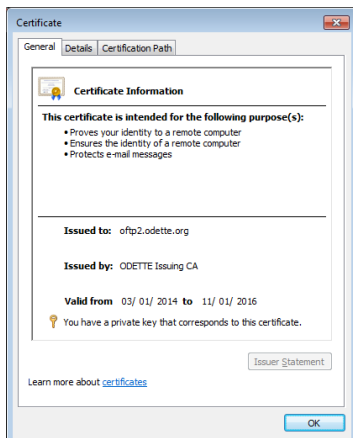 Certificate
General Details Certification Path
Certificate Information
This certificate is intended for the following purpose(s):
• Proves your identity to a remote computer
• Ensures the identity of a remote computer
• Protects e-mail messages
Issued to: oftp2.odette.org
Issued by: ODETTE Issuing CA
Valid from 03/ 01/ 2014 to 11/ 01/ 2016
You have a private key that corresponds to this certificate.
Issuer Statement
Learn more about certificates
OK